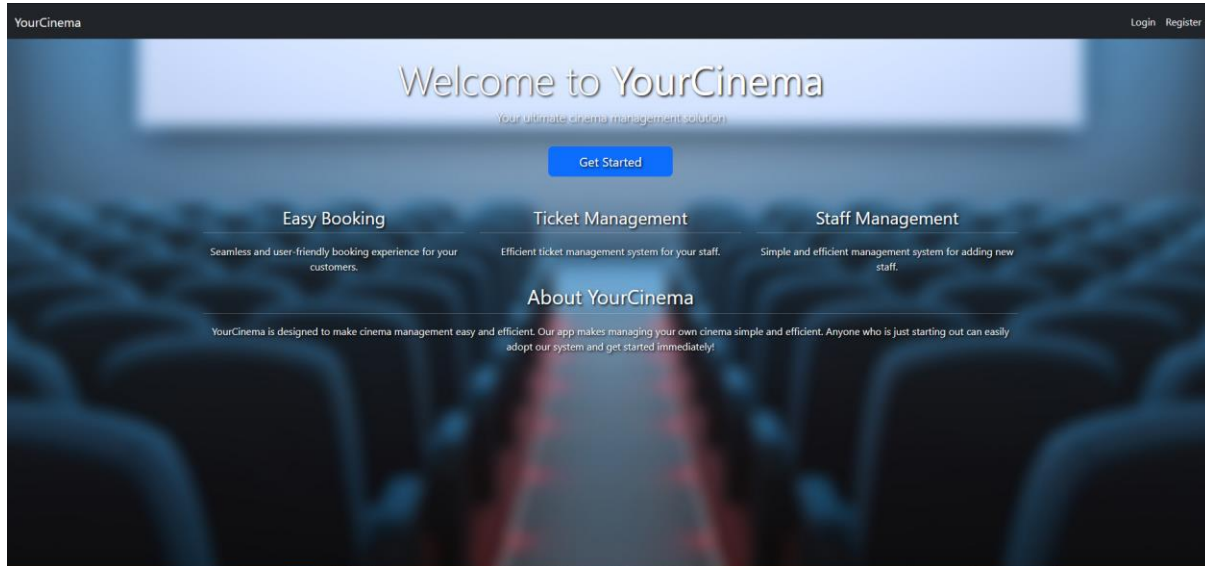 YourCinema
Login Register
Welcome to YourCinema
Your ultimate cinema management solution
Get Started
Easy Booking
Seamless and user-friendly booking experience for your
customers.
Ticket Management
Efficient ticket management system for your staff.
Staff Management
Simple and efficient management system for adding new
staff.
About YourCinema
YourCinema is designed to make cinema management easy and efficient. Our app makes managing your own cinema simple and efficient. Anyone who is just starting out can easily
adopt our system and get started immediately!